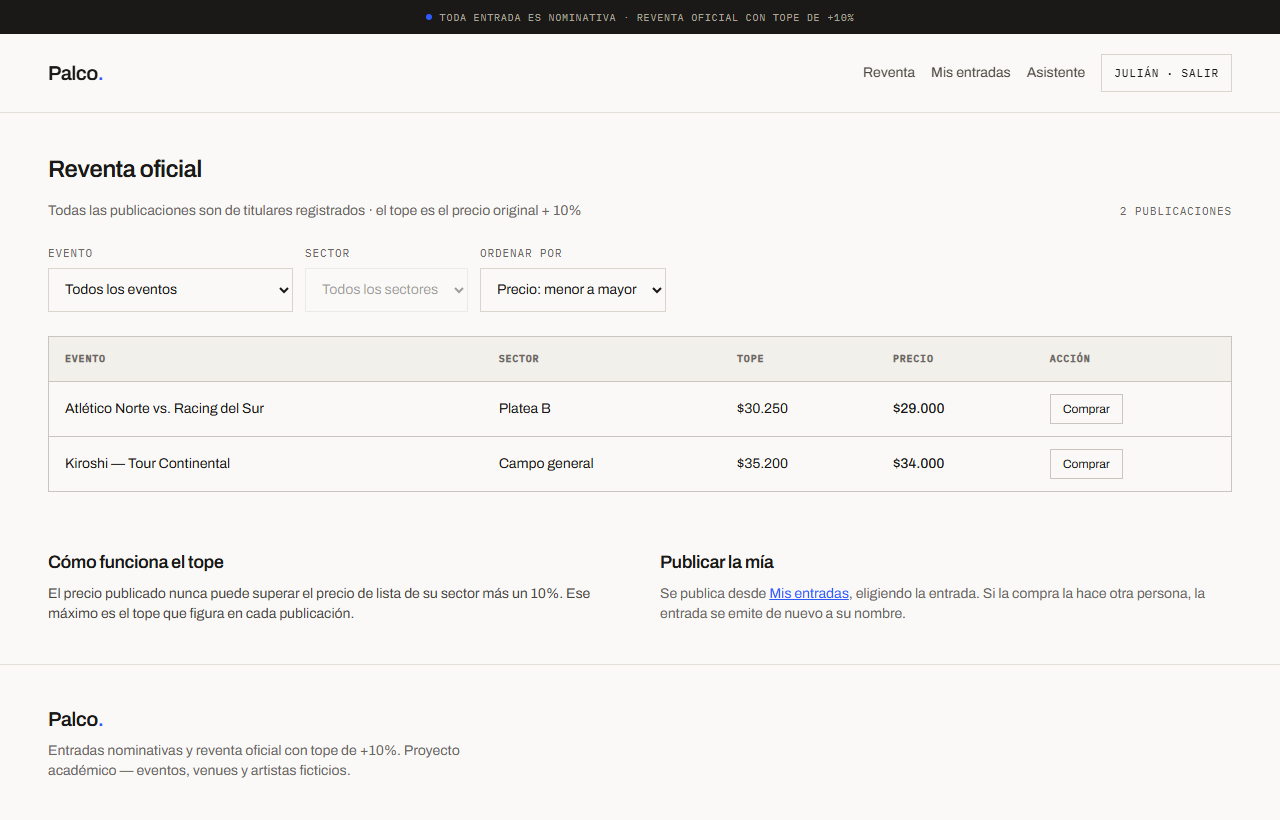 TODA ENTRADA ES NOMINATIVA · REVENTA OFICIAL CON TOPE DE +10%
Palco.
Reventa
Mis entradas
Asistente
JULIÁN · SALIR
Reventa oficial
Todas las publicaciones son de titulares registrados · el tope es el precio original + 10%
2 PUBLICACIONES
EVENTO
SECTOR
ORDENAR POR
Todos los eventos
Todos los sectores
Precio: menor a mayor
EVENTO SECTOR TOPE PRECIO ACCIÓN
Atlético Norte vs. Racing del Sur Platea B $30.250 $29.000 Comprar
Kiroshi — Tour Continental Campo general $35.200 $34.000 Comprar
Cómo funciona el tope
El precio publicado nunca puede superar el precio de lista de su sector más un 10%. Ese
máximo es el tope que figura en cada publicación.
Publicar la mía
Se publica desde Mis entradas, eligiendo la entrada. Si la compra la hace otra persona, la
entrada se emite de nuevo a su nombre.
Palco.
Entradas nominativas y reventa oficial con tope de +10%. Proyecto
académico — eventos, venues y artistas ficticios.